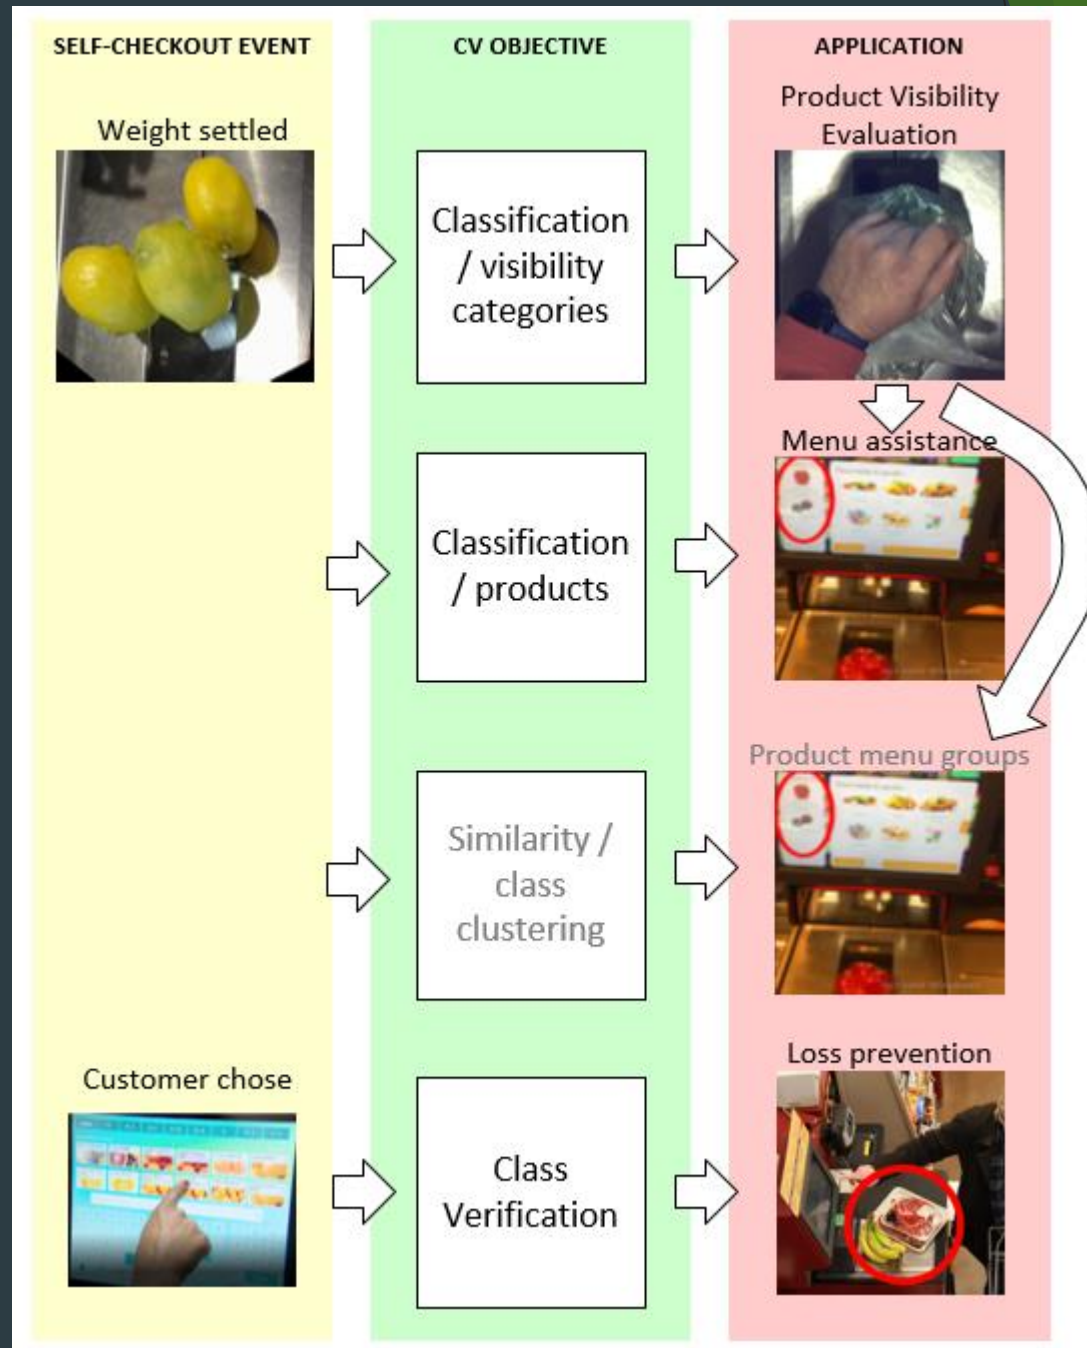 SELF-CHECKOUT EVENT
CV OBJECTIVE
APPLICATION
Weight settled
Classification
/ visibility
categories
Product Visibility
Evaluation
Classification
/ products
Menu assistance
Similarity /
class
clustering
Product menu groups
Customer chose
Class
Verification
Loss prevention